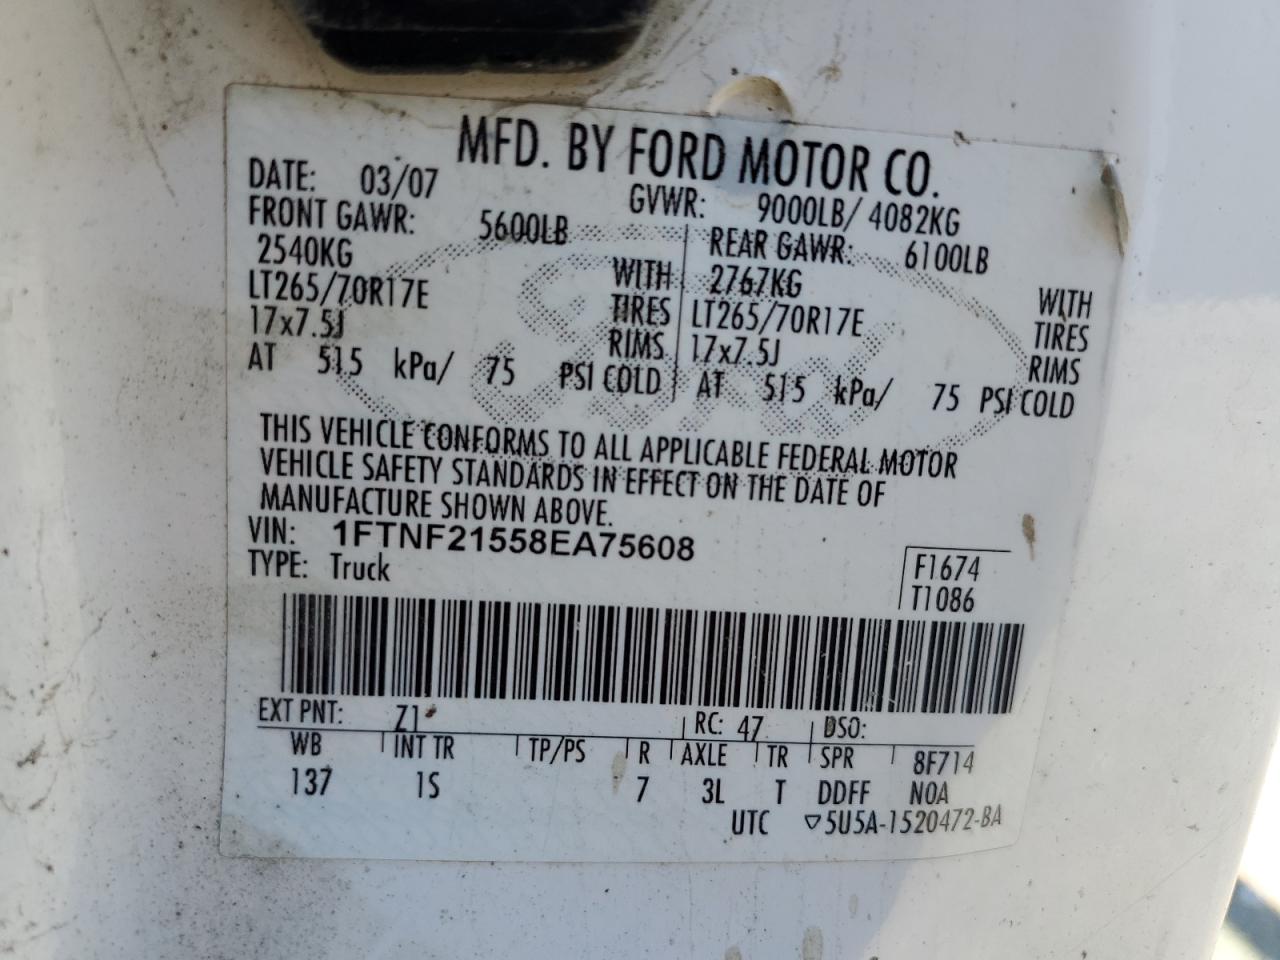 MFD. BY FORD MOTOR CO.
DATE: 03/07 GVWR: 9000LB/ 4082KG
FRONT GAWR: 5600LB REAR GAWR: 6100LB
2540KG WITH 2767KG WITH
LT265/70R17E TIRES LT265/70R17E TIRES
17x7.5J RIMS 17x7.5J RIMS
AT 515 kPa/ 75 PSI COLD AT 515 kPa/ 75 PSI COLD
THIS VEHICLE CONFORMS TO ALL APPLICABLE FEDERAL MOTOR
VEHICLE SAFETY STANDARDS IN EFFECT ON THE DATE OF
MANUFACTURE SHOWN ABOVE.
VIN: 1FTNF21558EA75608
TYPE: Truck
F1674
T1086
EXT PNT: Z1 RC: 47 DSO:
WB INT TR TP/PS R AXLE TR SPR 8F714
137 1S 7 3L T DDFF N0A
UTC ▽5U5A-1520472-BA